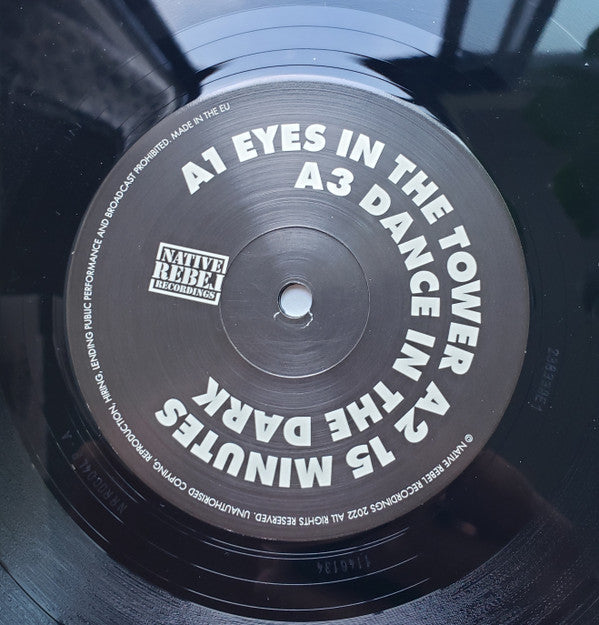 A1 EYES IN THE TOWER A2 15 MINUTES
A3 DANCE IN THE DARK
NATIVE
REBEL
RECORDINGS
© NATIVE REBEL RECORDINGS 2022 ALL RIGHTS RESERVED. UNAUTHORISED COPYING, REPRODUCTION, HIRING, LENDING PUBLIC PERFORMANCE AND BROADCAST PROHIBITED. MADE IN THE EU
1146134